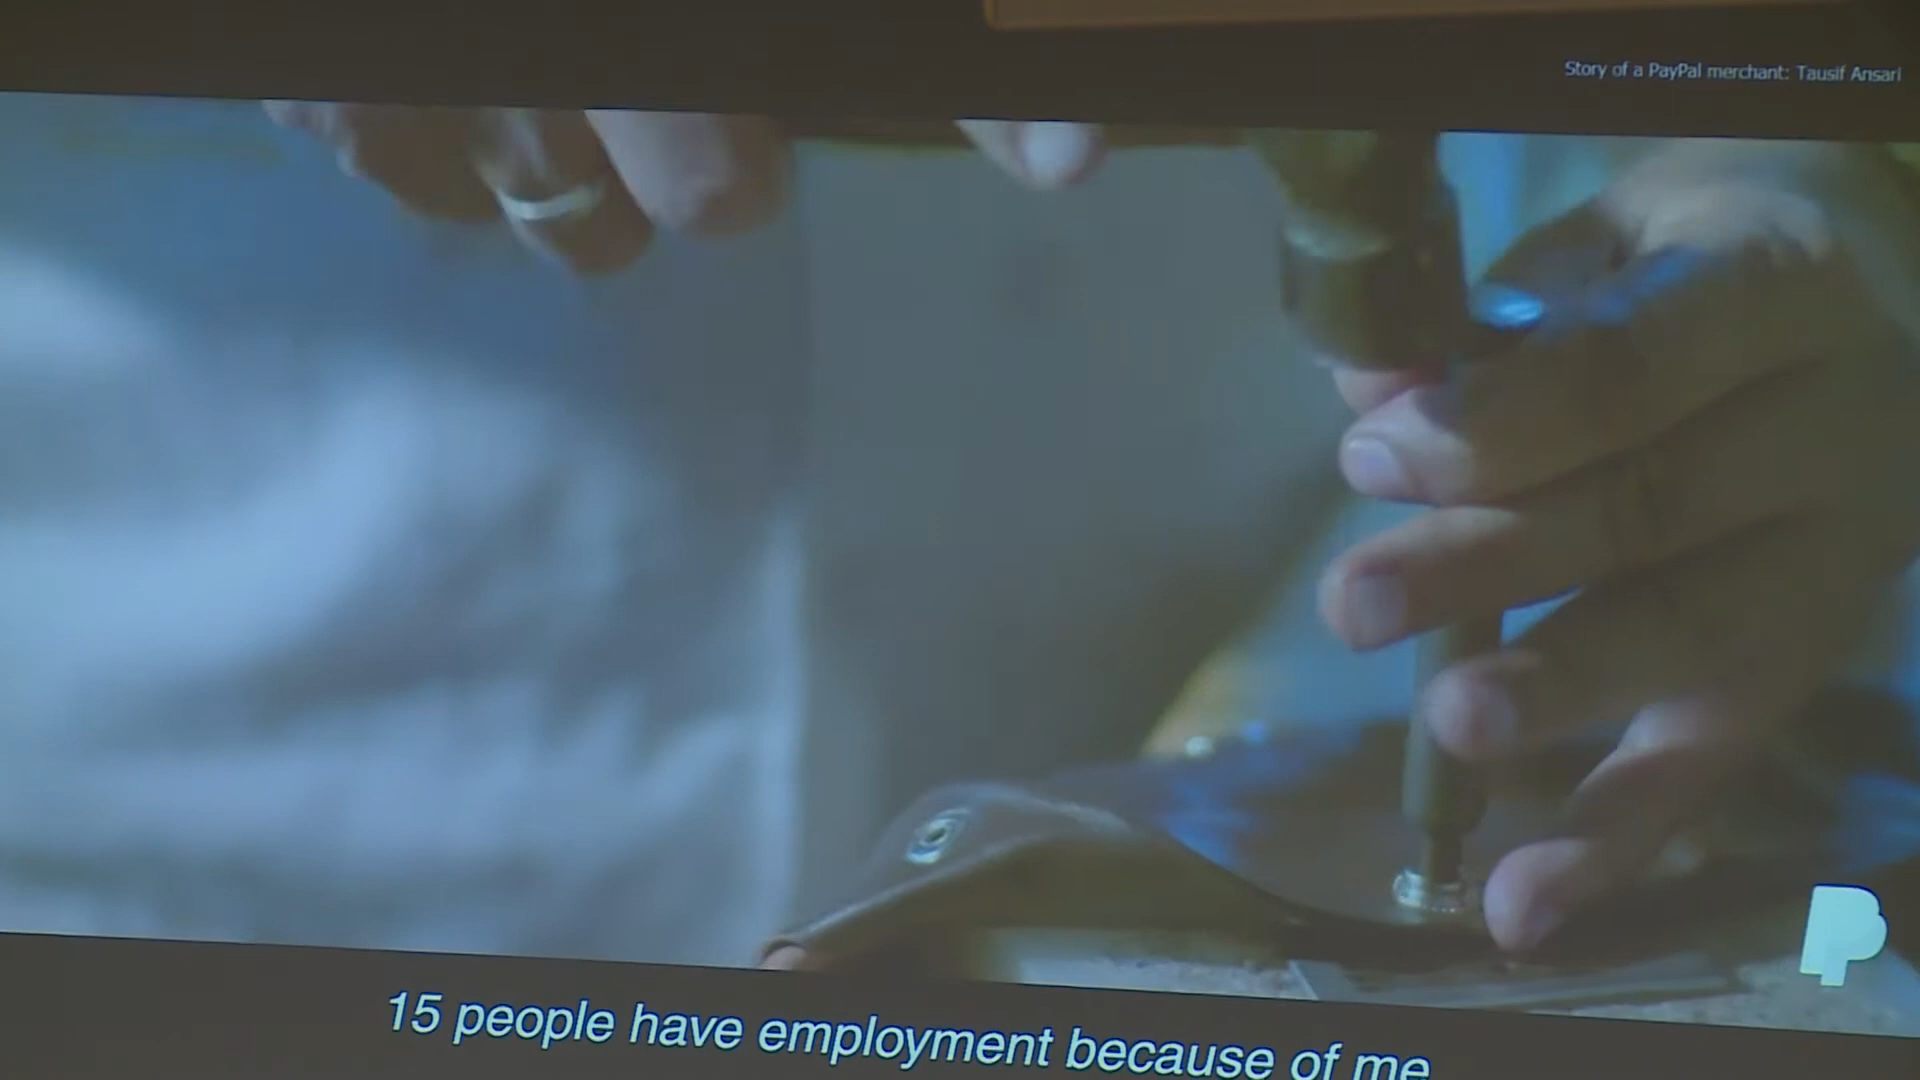 Story of a PayPal merchant: Tausif Ansari
15 people have employment because of me